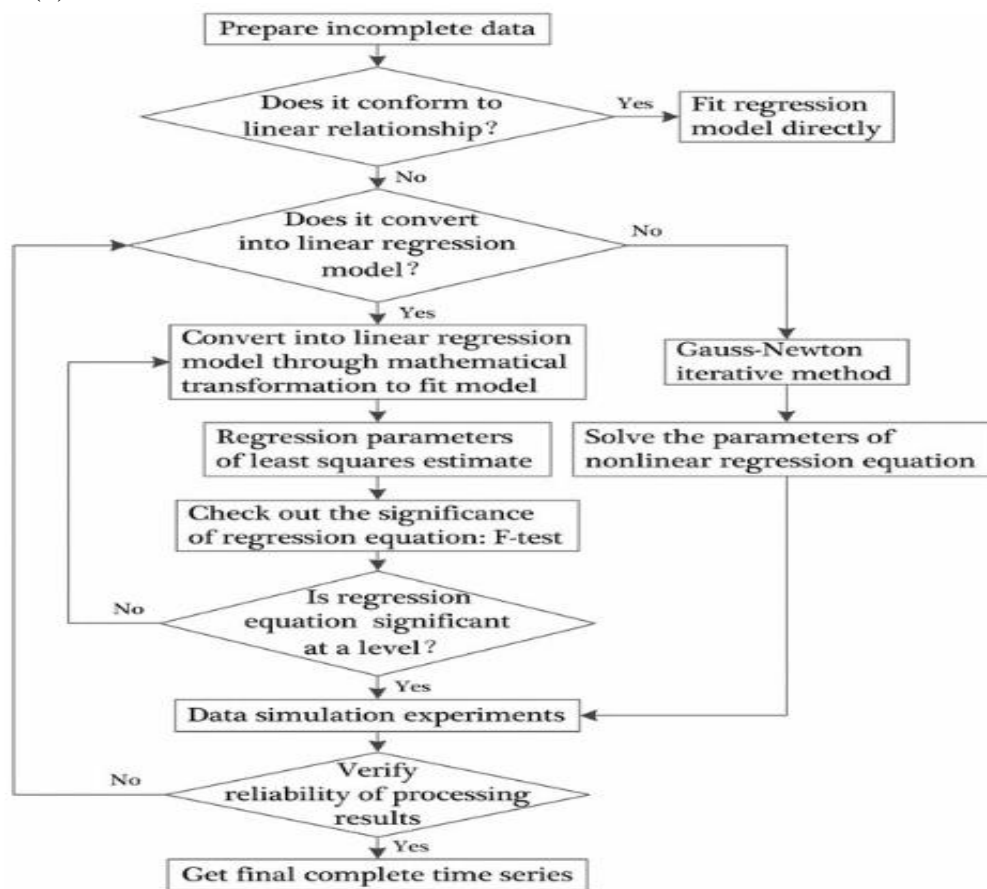 Prepare incomplete data
Does it conform to
linear relationship?
Yes
Fit regression
model directly
No
Does it convert
into linear regression
model?
No
Yes
Convert into linear regression
model through mathematical
transformation to fit model
Gauss-Newton
iterative method
Regression parameters
of least squares estimate
Solve the parameters of
nonlinear regression equation
Check out the significance
of regression equation: F-test
Is regression
equation significant
at a level?
No
Yes
Data simulation experiments
Verify
reliability of processing
results
No
Yes
Get final complete time series